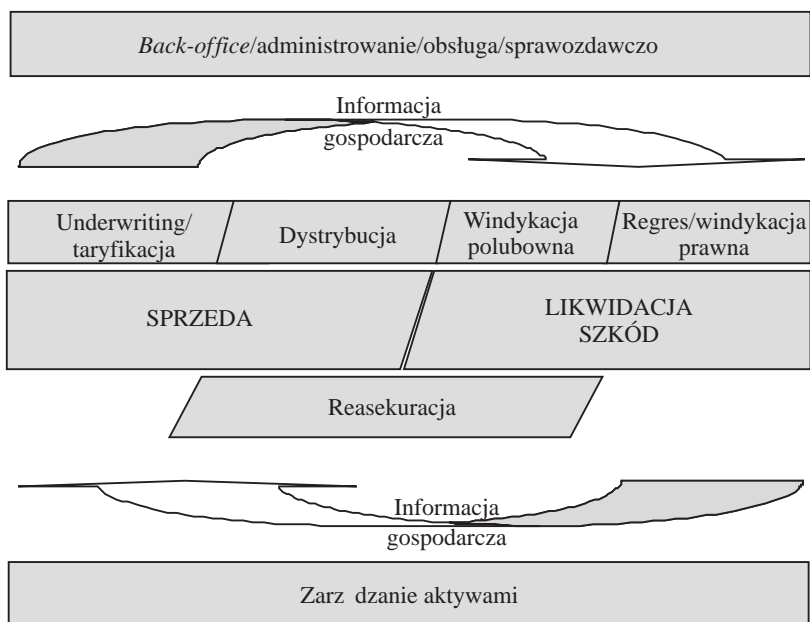 Back-office/administrowanie/obsługa/sprawozdawczo
Informacja
gospodarcza
Underwriting/
taryfikacja
Dystrybucja
Windykacja
polubowna
Regres/windykacja
prawna
SPRZEDA
LIKWIDACJA
SZKÓD
Reasekuracja
Informacja
gospodarcza
Zarz dzanie aktywami